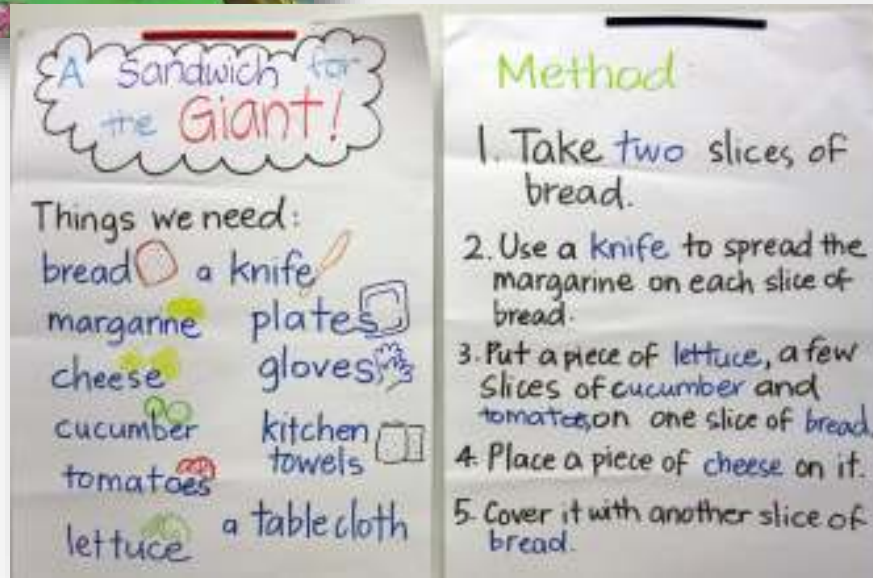 A Sandwich for
the Giant!
Things we need:
bread a knife
margarine plates
cheese gloves
cucumber kitchen
towels
tomatoes
lettuce a tablecloth
Method
1. Take two slices of
bread.
2. Use a knife to spread the
margarine on each slice of
bread.
3. Put a piece of lettuce, a few
slices of cucumber and
tomatoes, on one slice of bread.
4. Place a piece of cheese on it.
5. Cover it with another slice of
bread.